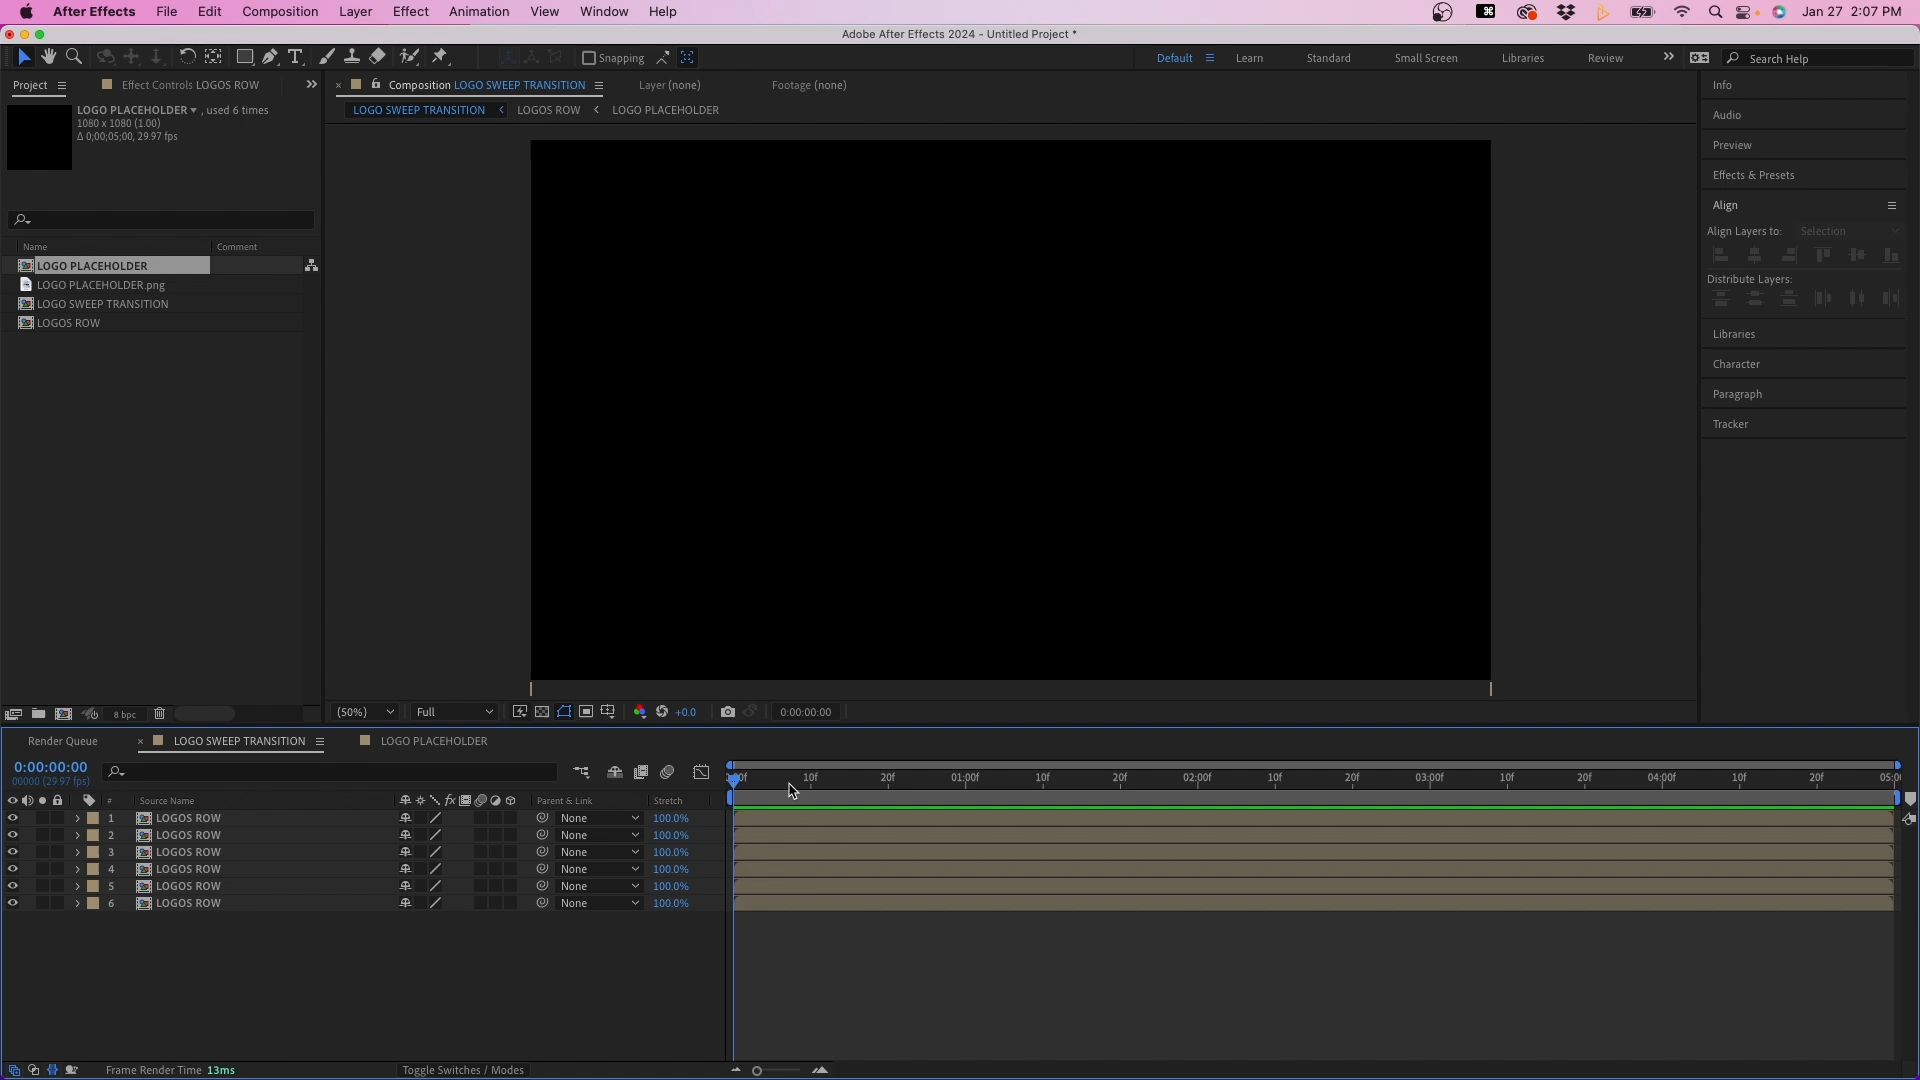 After Effects File Edit Composition Layer Effect Animation View Window Help Jan 27 2:07 PM
Adobe After Effects 2024 - Untitled Project *
Snapping Default Learn Standard Small Screen Libraries Review Search Help
Project Effect Controls LOGOS ROW
Composition LOGO SWEEP TRANSITION Layer (none) Footage (none)
LOGO SWEEP TRANSITION LOGOS ROW LOGO PLACEHOLDER
LOGO PLACEHOLDER , used 6 times
1080 x 1080 (1.00)
Δ 0;00;05;00, 29.97 fps
Name Comment
LOGO PLACEHOLDER
LOGO PLACEHOLDER.png
LOGO SWEEP TRANSITION
LOGOS ROW
8 bpc
(50%) Full +0.0 0:00:00:00
Info
Audio
Preview
Effects & Presets
Align
Align Layers to: Selection
Distribute Layers:
Libraries
Character
Paragraph
Tracker
Render Queue LOGO SWEEP TRANSITION LOGO PLACEHOLDER
0:00:00:00
00000 (29.97 fps)
10f 20f 01:00f 10f 20f 02:00f 10f 20f 03:00f 10f 20f 04:00f 10f 20f
# Source Name fx Parent & Link Stretch
1 LOGOS ROW None 100.0%
2 LOGOS ROW None 100.0%
3 LOGOS ROW None 100.0%
4 LOGOS ROW None 100.0%
5 LOGOS ROW None 100.0%
6 LOGOS ROW None 100.0%
Frame Render Time 13ms Toggle Switches / Modes